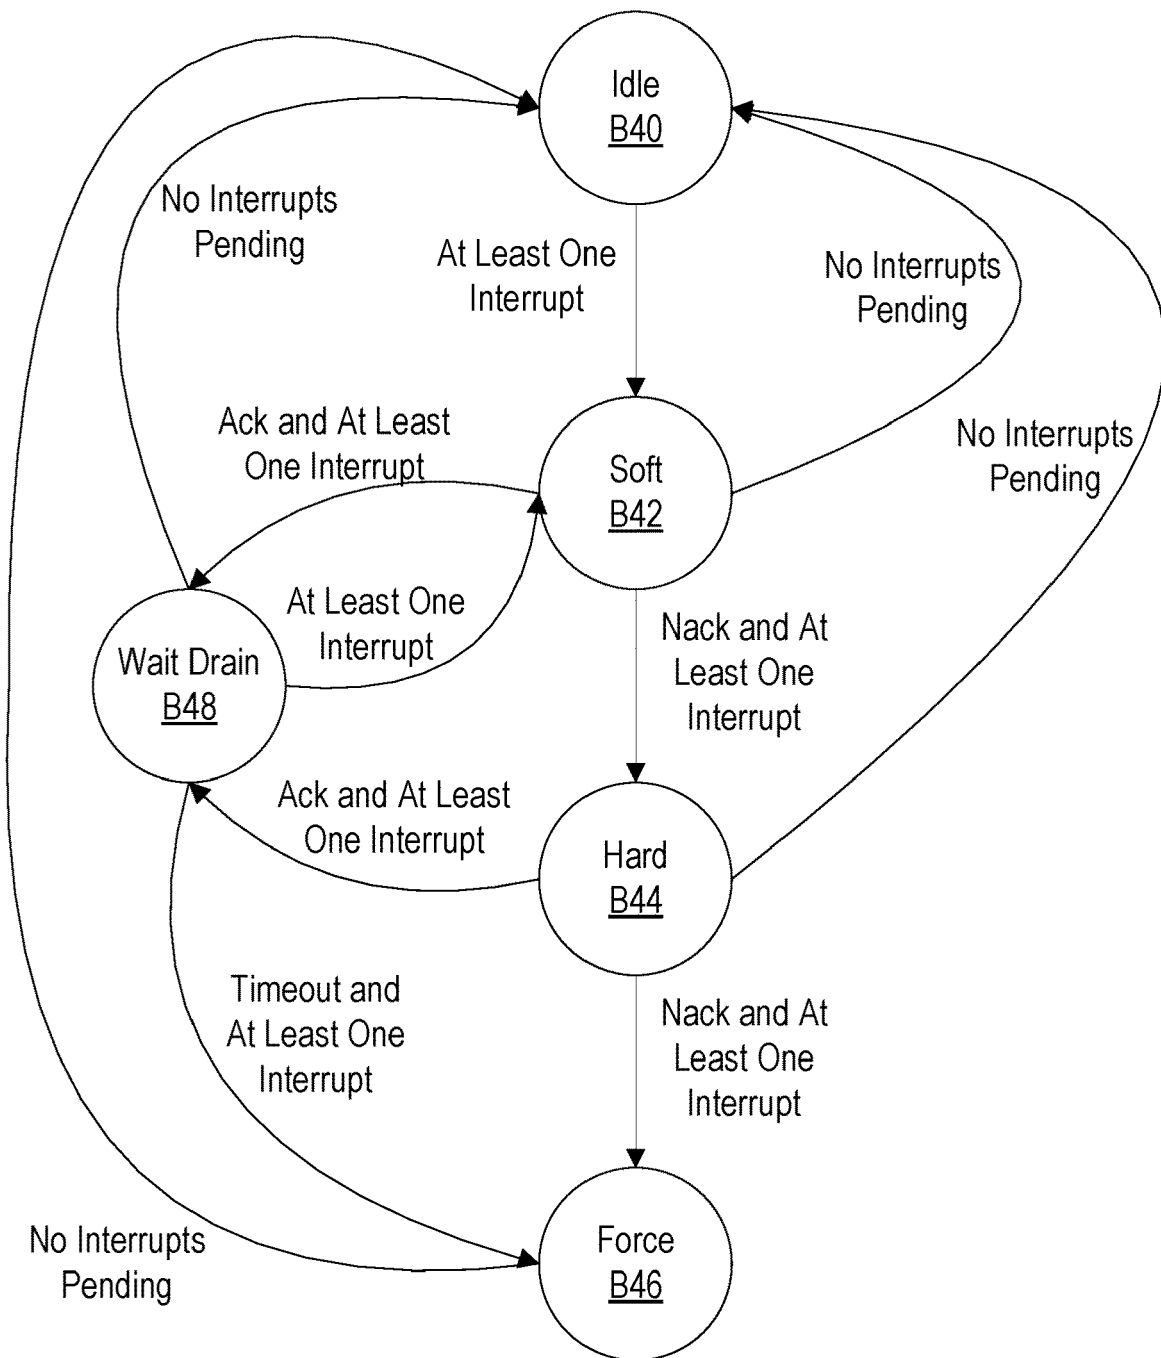 Idle
B40
No Interrupts
Pending
At Least One
Interrupt
No Interrupts
Pending
Ack and At Least
One Interrupt
Soft
B42
No Interrupts
Pending
At Least One
Interrupt
Wait Drain
B48
Nack and At
Least One
Interrupt
Ack and At Least
One Interrupt
Hard
B44
Timeout and
At Least One
Interrupt
Nack and At
Least One
Interrupt
No Interrupts
Pending
Force
B46